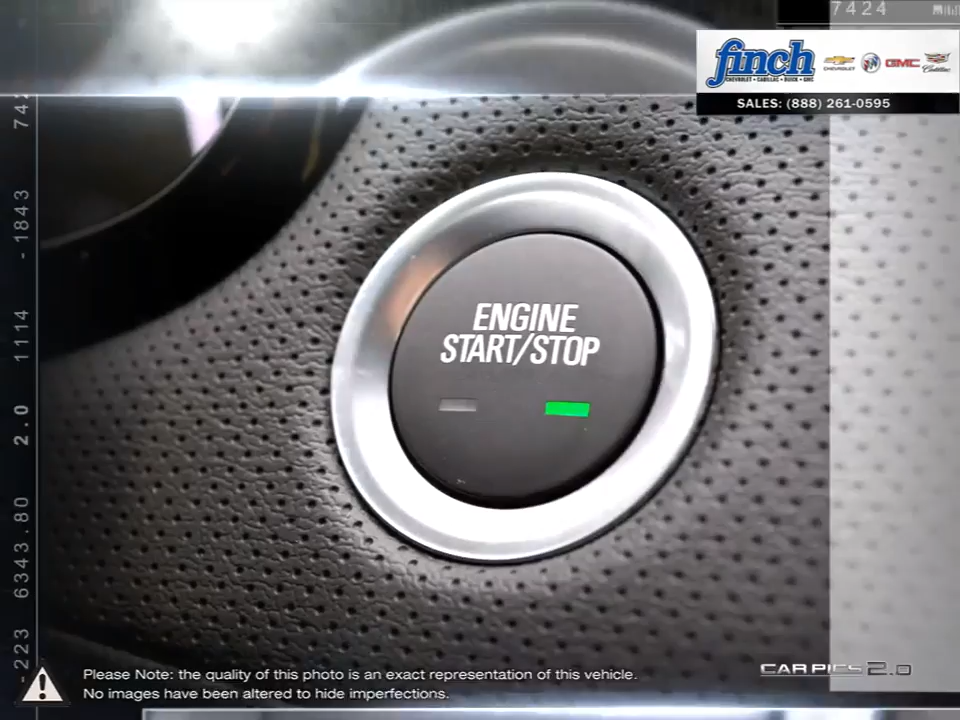 7424
finch
CHEVROLET • CADILLAC • BUICK • GMC
CHEVROLET
GMC
Cadillac
SALES: (888) 261-0595
742
-1843
1114
2.0
6343.80
-223
ENGINE
START/STOP
Please Note: the quality of this photo is an exact representation of this vehicle.
No images have been altered to hide imperfections.
CARPICS 2.0